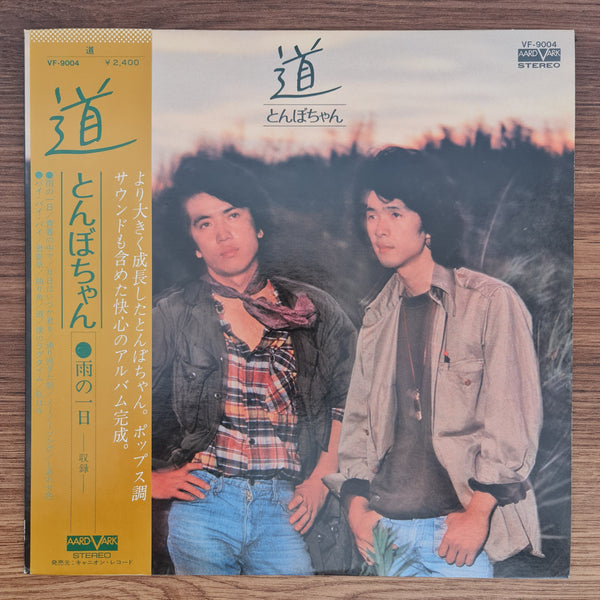 道
VF-9004
¥2,400
道
とんぼちゃん
●雨の一日
収録
より大きく成長したとんぼちゃん。ポップス調
サウンドも含めた快心のアルバム完成。
AARDVARK
STEREO
発売元:キャニオン・レコード
道
とんぼちゃん
VF-9004
AARDVARK
STEREO